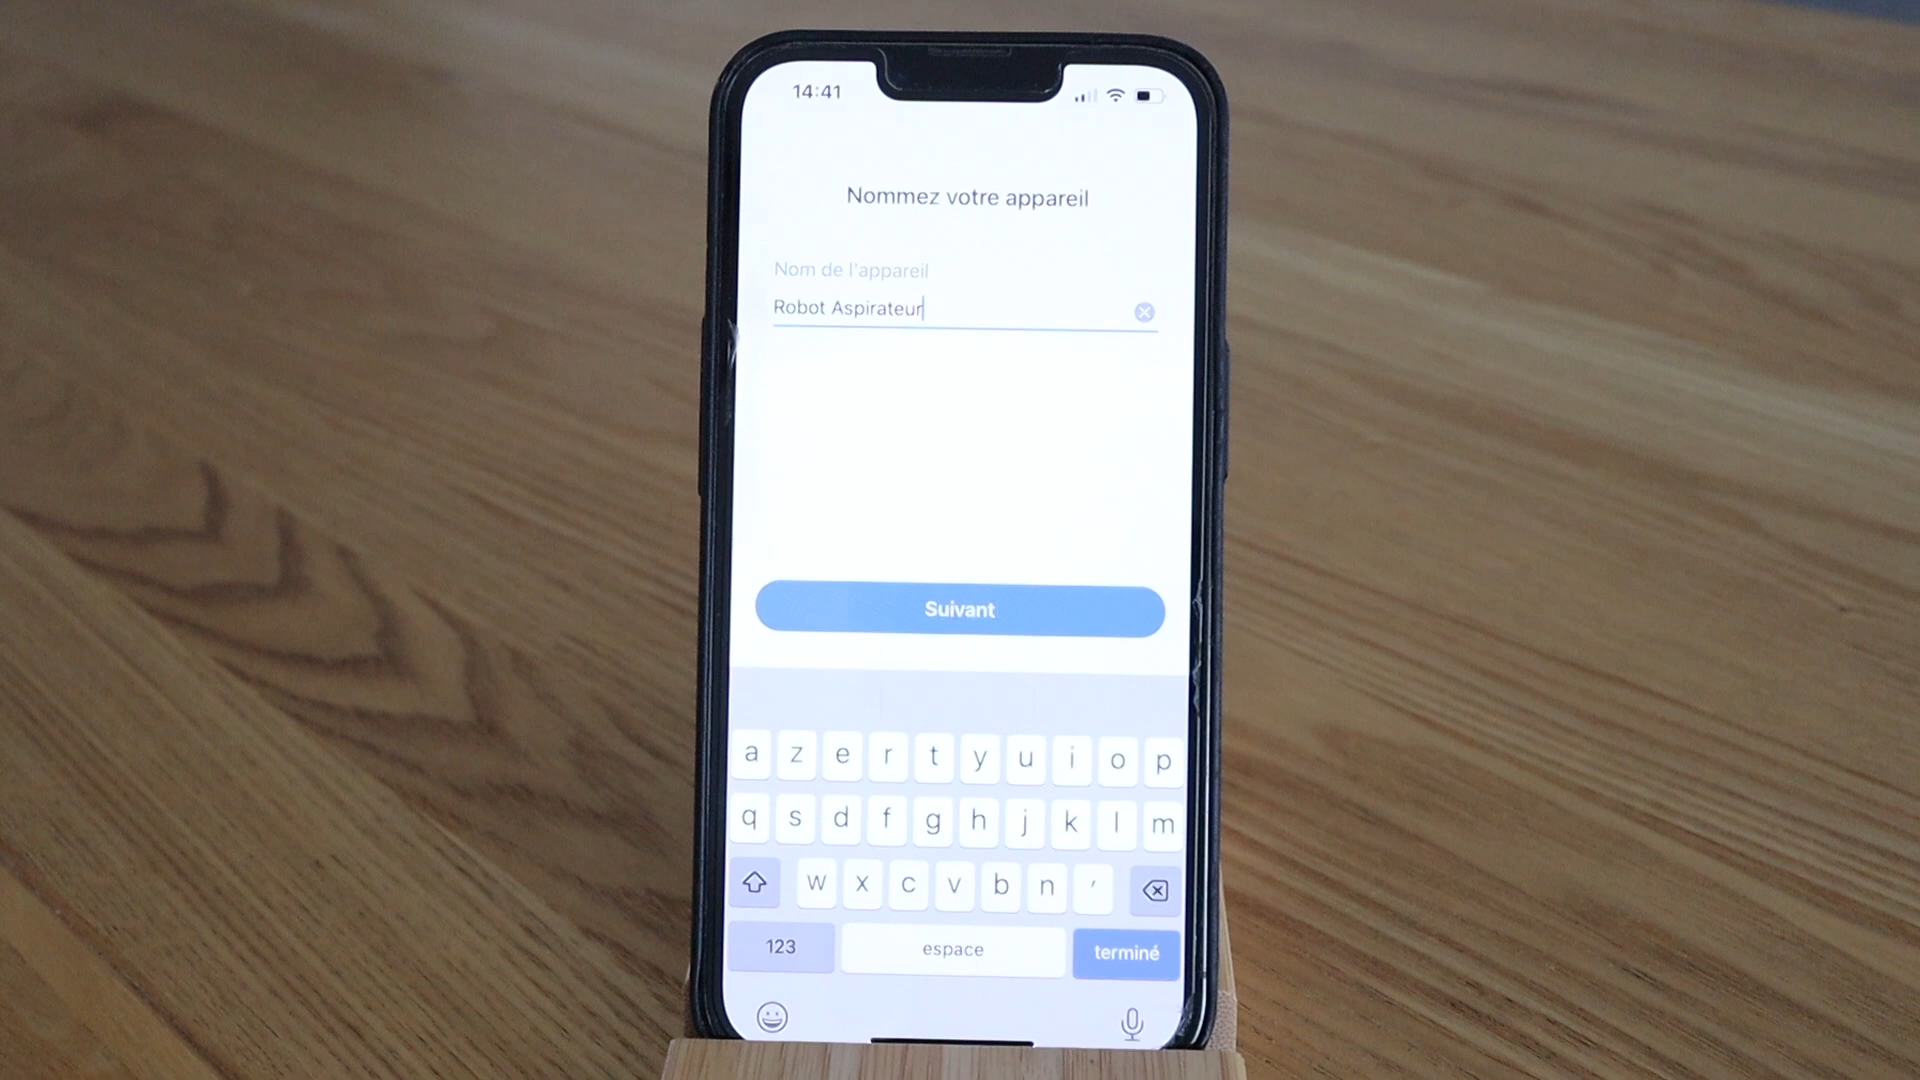 14:41
Nommez votre appareil
Nom de l'appareil
Robot Aspirateur
Suivant
a z e r t y u i o p
q s d f g h j k l m
w x c v b n '
123 espace terminé